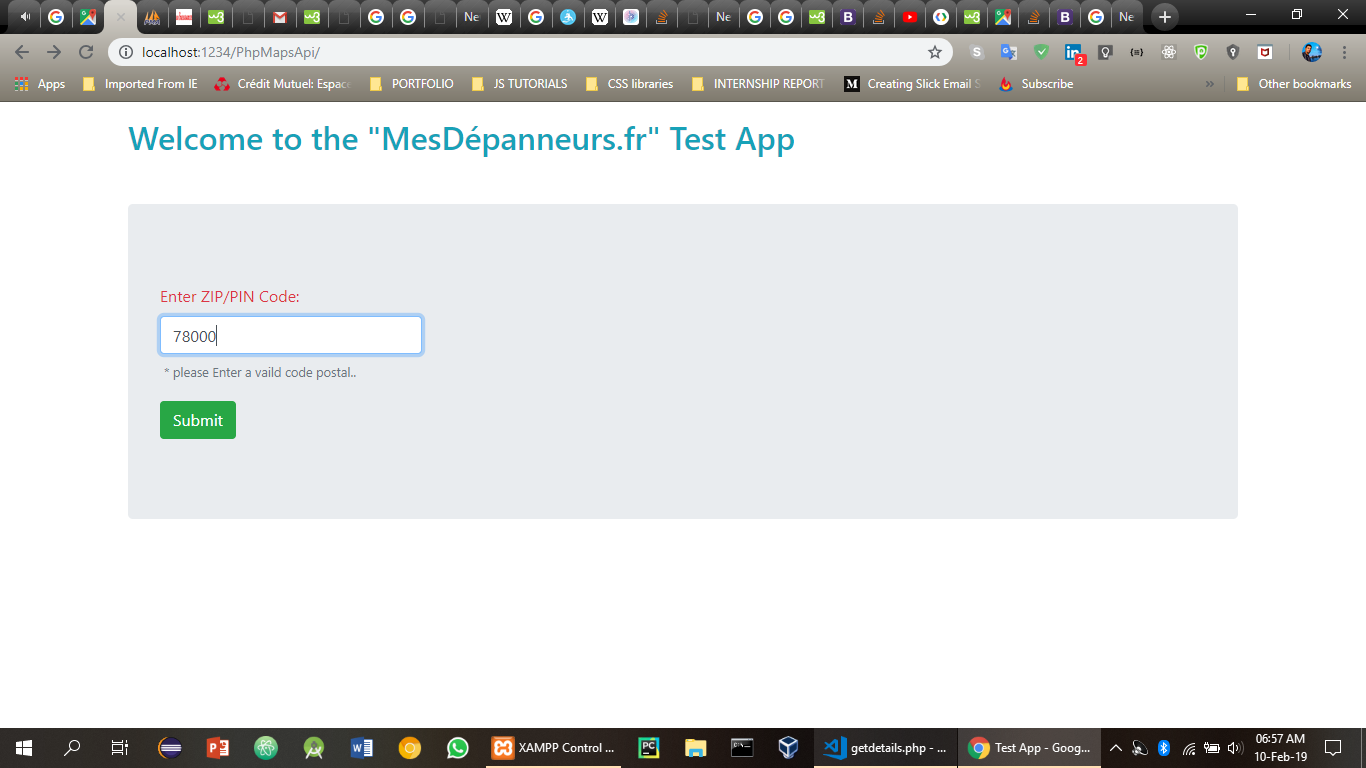 Ne
Ne
Ne
localhost:1234/PhpMapsApi/
2
Apps
Imported From IE
Crédit Mutuel: Espace
PORTFOLIO
JS TUTORIALS
CSS libraries
INTERNSHIP REPORT
Creating Slick Email S
Subscribe
»
Other bookmarks
Welcome to the "MesDépanneurs.fr" Test App
Enter ZIP/PIN Code:
78000
* please Enter a vaild code postal..
Submit
XAMPP Control ...
getdetails.php - ...
Test App - Goog...
06:57 AM
10-Feb-19